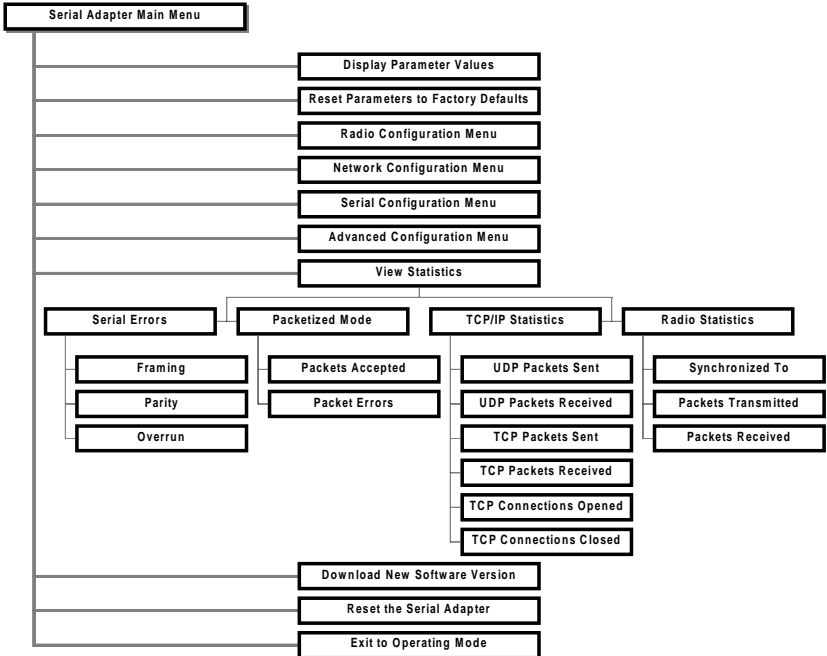 Serial Adapter Main Menu
Display Parameter Values
Reset Parameters to Factory Defaults
Radio Configuration Menu
Network Configuration Menu
Serial Configuration Menu
Advanced Configuration Menu
View Statistics
Serial Errors
Framing
Parity
Overrun
Packetized Mode
Packets Accepted
Packet Errors
TCP/IP Statistics
UDP Packets Sent
UDP Packets Received
TCP Packets Sent
TCP Packets Received
TCP Connections Opened
TCP Connections Closed
Radio Statistics
Synchronized To
Packets Transmitted
Packets Received
Download New Software Version
Reset the Serial Adapter
Exit to Operating Mode